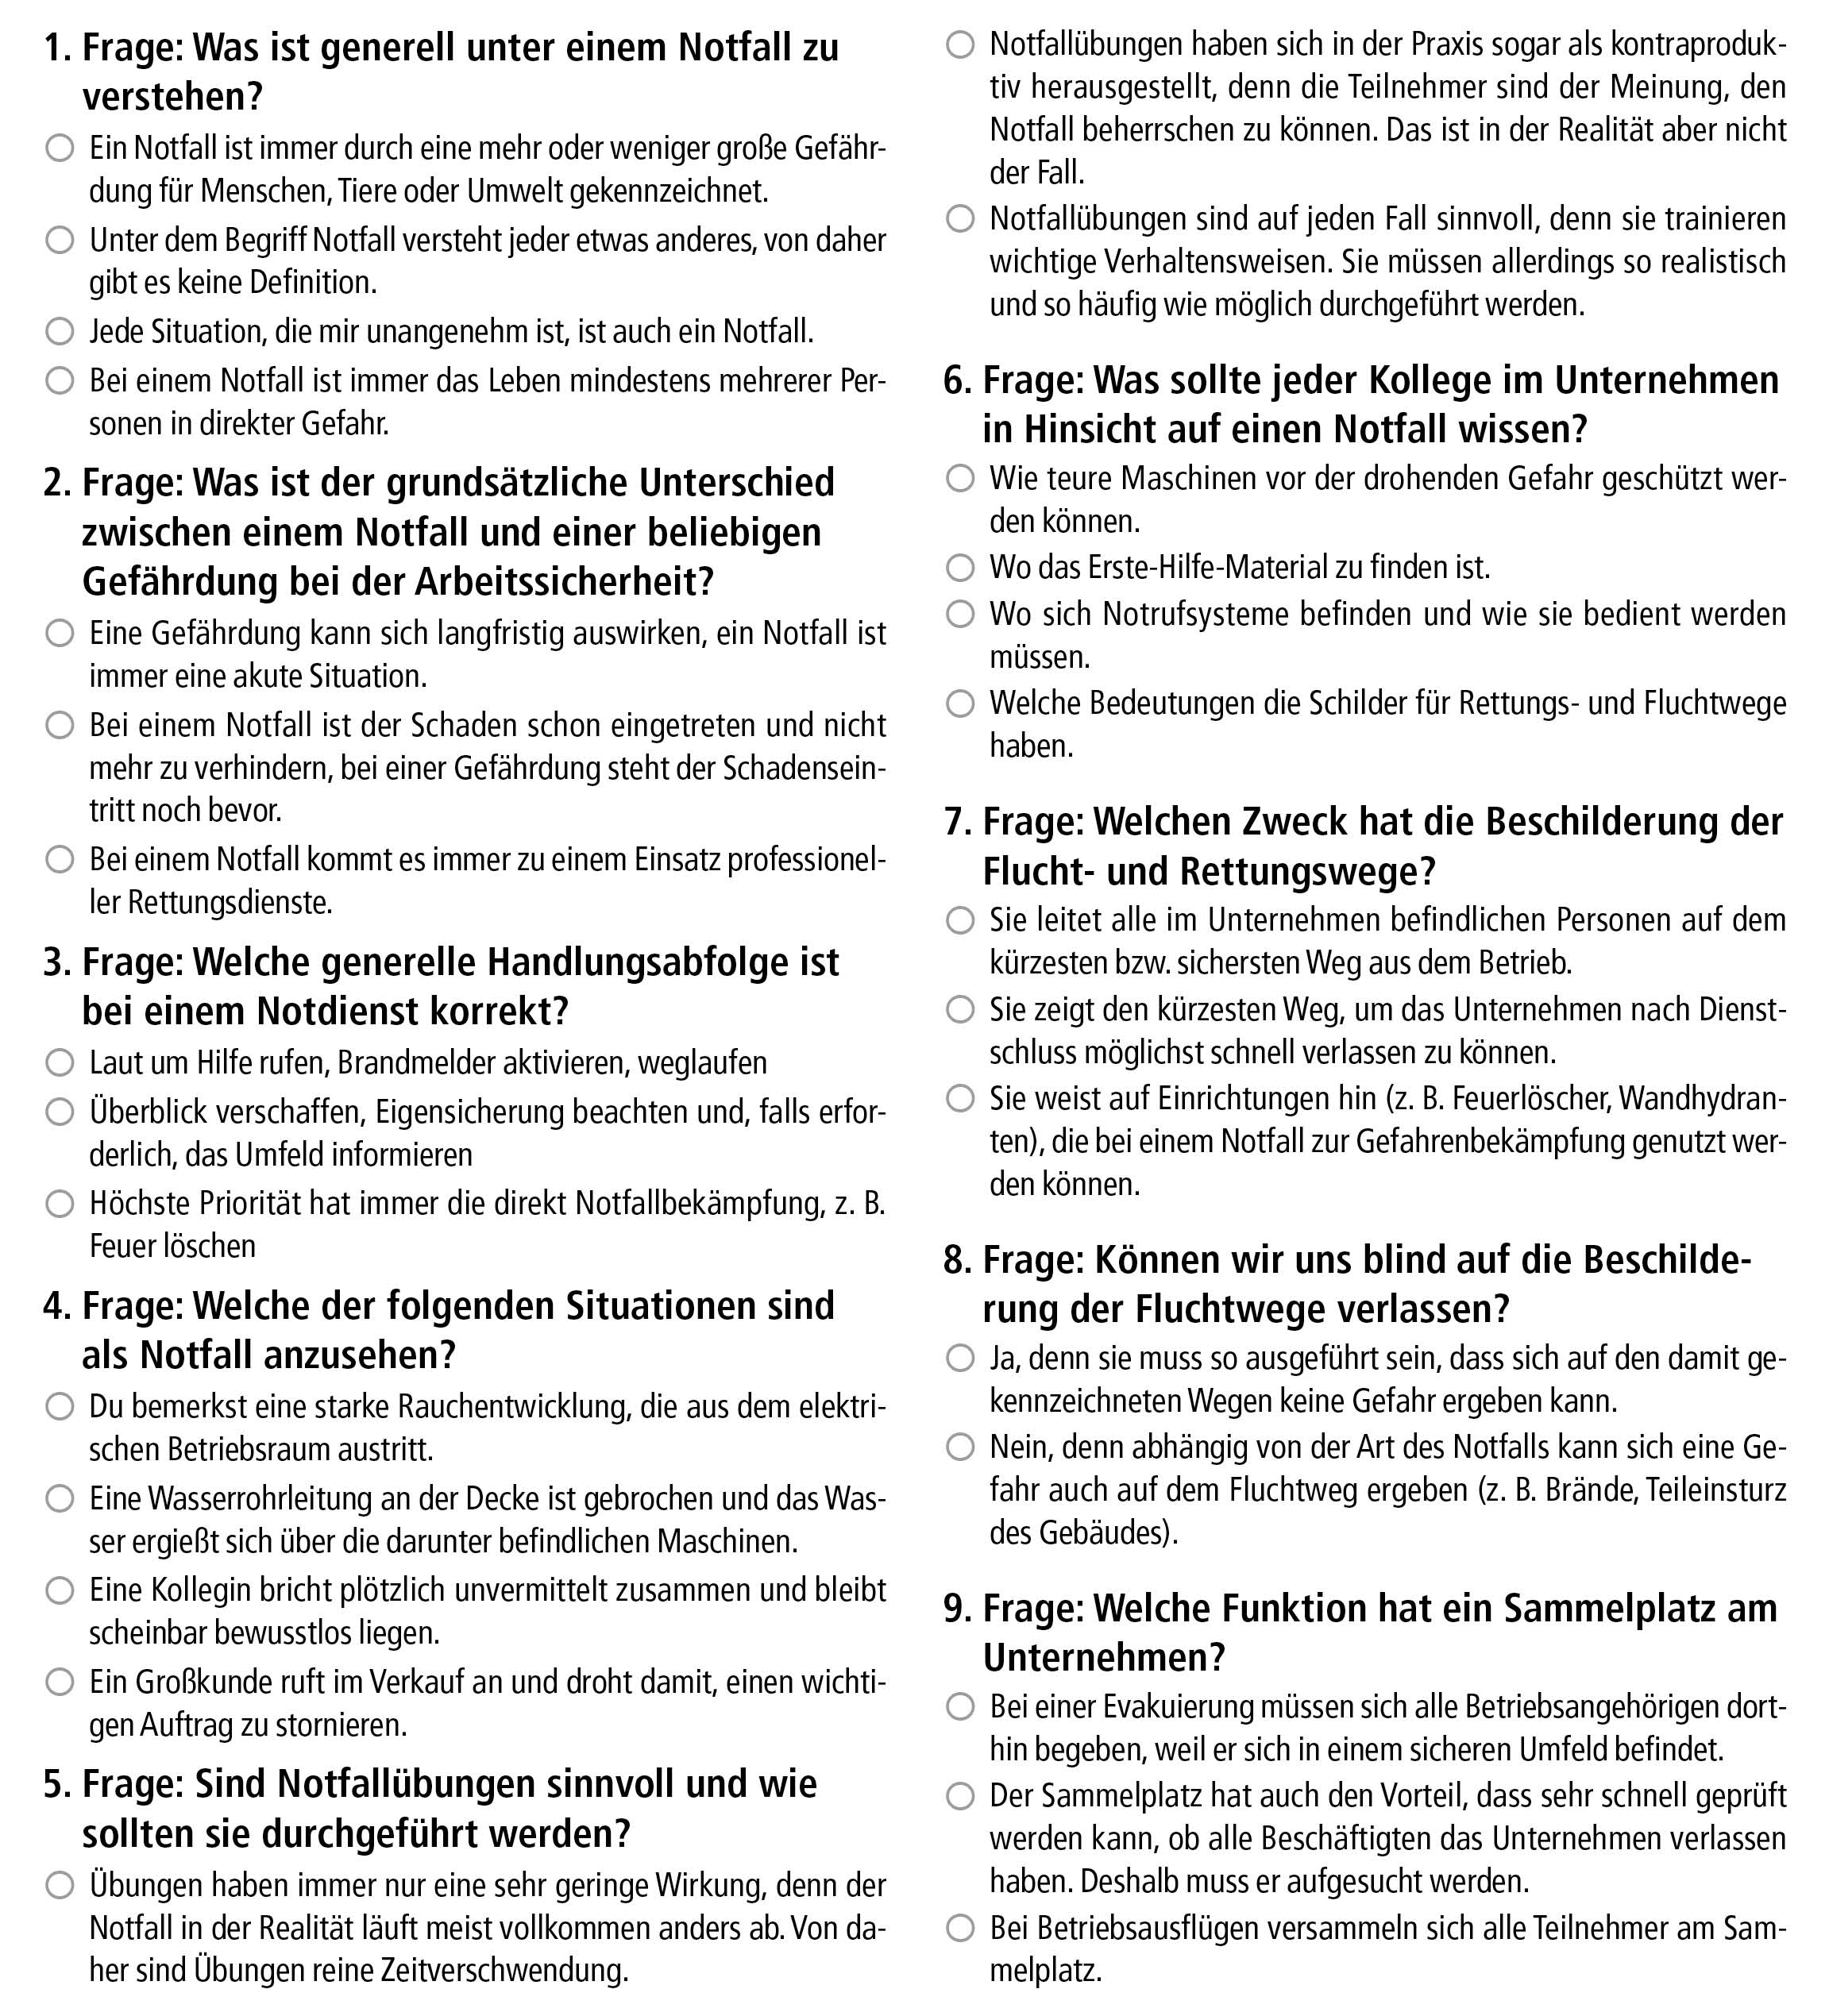 1. Frage: Was ist generell unter einem Notfall zu
verstehen?
Ein Notfall ist immer durch eine mehr oder weniger große Gefähr-
dung für Menschen, Tiere oder Umwelt gekennzeichnet.
Unter dem Begriff Notfall versteht jeder etwas anderes, von daher
gibt es keine Definition.
Jede Situation, die mir unangenehm ist, ist auch ein Notfall.
Bei einem Notfall ist immer das Leben mindestens mehrerer Per-
sonen in direkter Gefahr.
2. Frage: Was ist der grundsätzliche Unterschied
zwischen einem Notfall und einer beliebigen
Gefährdung bei der Arbeitssicherheit?
Eine Gefährdung kann sich langfristig auswirken, ein Notfall ist
immer eine akute Situation.
Bei einem Notfall ist der Schaden schon eingetreten und nicht
mehr zu verhindern, bei einer Gefährdung steht der Schadensein-
tritt noch bevor.
Bei einem Notfall kommt es immer zu einem Einsatz professionel-
ler Rettungsdienste.
3. Frage: Welche generelle Handlungsabfolge ist
bei einem Notdienst korrekt?
Laut um Hilfe rufen, Brandmelder aktivieren, weglaufen
Überblick verschaffen, Eigensicherung beachten und, falls erfor-
derlich, das Umfeld informieren
Höchste Priorität hat immer die direkt Notfallbekämpfung, z. B.
Feuer löschen
4. Frage: Welche der folgenden Situationen sind
als Notfall anzusehen?
Du bemerkst eine starke Rauchentwicklung, die aus dem elektri-
schen Betriebsraum austritt.
Eine Wasserrohrleitung an der Decke ist gebrochen und das Was-
ser ergießt sich über die darunter befindlichen Maschinen.
Eine Kollegin bricht plötzlich unvermittelt zusammen und bleibt
scheinbar bewusstlos liegen.
Ein Großkunde ruft im Verkauf an und droht damit, einen wichti-
gen Auftrag zu stornieren.
5. Frage: Sind Notfallübungen sinnvoll und wie
sollten sie durchgeführt werden?
Übungen haben immer nur eine sehr geringe Wirkung, denn der
Notfall in der Realität läuft meist vollkommen anders ab. Von da-
her sind Übungen reine Zeitverschwendung.
Notfallübungen haben sich in der Praxis sogar als kontraproduk-
tiv herausgestellt, denn die Teilnehmer sind der Meinung, den
Notfall beherrschen zu können. Das ist in der Realität aber nicht
der Fall.
Notfallübungen sind auf jeden Fall sinnvoll, denn sie trainieren
wichtige Verhaltensweisen. Sie müssen allerdings so realistisch
und so häufig wie möglich durchgeführt werden.
6. Frage: Was sollte jeder Kollege im Unternehmen
in Hinsicht auf einen Notfall wissen?
Wie teure Maschinen vor der drohenden Gefahr geschützt wer-
den können.
Wo das Erste-Hilfe-Material zu finden ist.
Wo sich Notrufsysteme befinden und wie sie bedient werden
müssen.
Welche Bedeutungen die Schilder für Rettungs- und Fluchtwege
haben.
7. Frage: Welchen Zweck hat die Beschilderung der
Flucht- und Rettungswege?
Sie leitet alle im Unternehmen befindlichen Personen auf dem
kürzesten bzw. sichersten Weg aus dem Betrieb.
Sie zeigt den kürzesten Weg, um das Unternehmen nach Dienst-
schluss möglichst schnell verlassen zu können.
Sie weist auf Einrichtungen hin (z. B. Feuerlöscher, Wandhydran-
ten), die bei einem Notfall zur Gefahrenbekämpfung genutzt wer-
den können.
8. Frage: Können wir uns blind auf die Beschilde-
rung der Fluchtwege verlassen?
Ja, denn sie muss so ausgeführt sein, dass sich auf den damit ge-
kennzeichneten Wegen keine Gefahr ergeben kann.
Nein, denn abhängig von der Art des Notfalls kann sich eine Ge-
fahr auch auf dem Fluchtweg ergeben (z. B. Brände, Teileinsturz
des Gebäudes).
9. Frage: Welche Funktion hat ein Sammelplatz am
Unternehmen?
Bei einer Evakuierung müssen sich alle Betriebsangehörigen dort-
hin begeben, weil er sich in einem sicheren Umfeld befindet.
Der Sammelplatz hat auch den Vorteil, dass sehr schnell geprüft
werden kann, ob alle Beschäftigten das Unternehmen verlassen
haben. Deshalb muss er aufgesucht werden.
Bei Betriebsausflügen versammeln sich alle Teilnehmer am Sam-
melplatz.